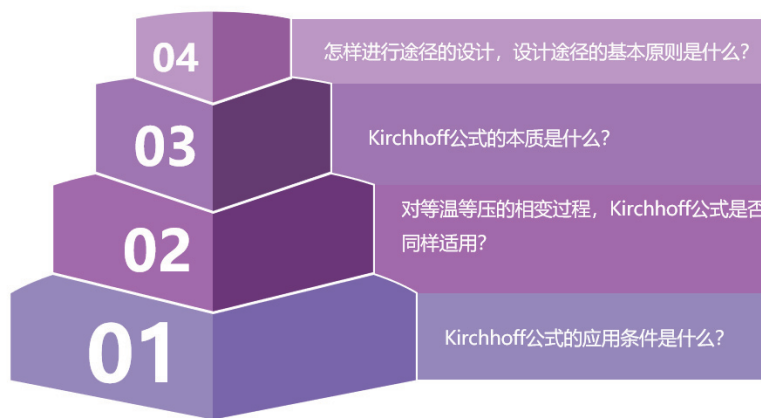 04
怎样进行途径的设计，设计途径的基本原则是什么？
03
Kirchhoff公式的本质是什么？
02
对等温等压的相变过程，Kirchhoff公式是否
同样适用？
01
Kirchhoff公式的应用条件是什么？